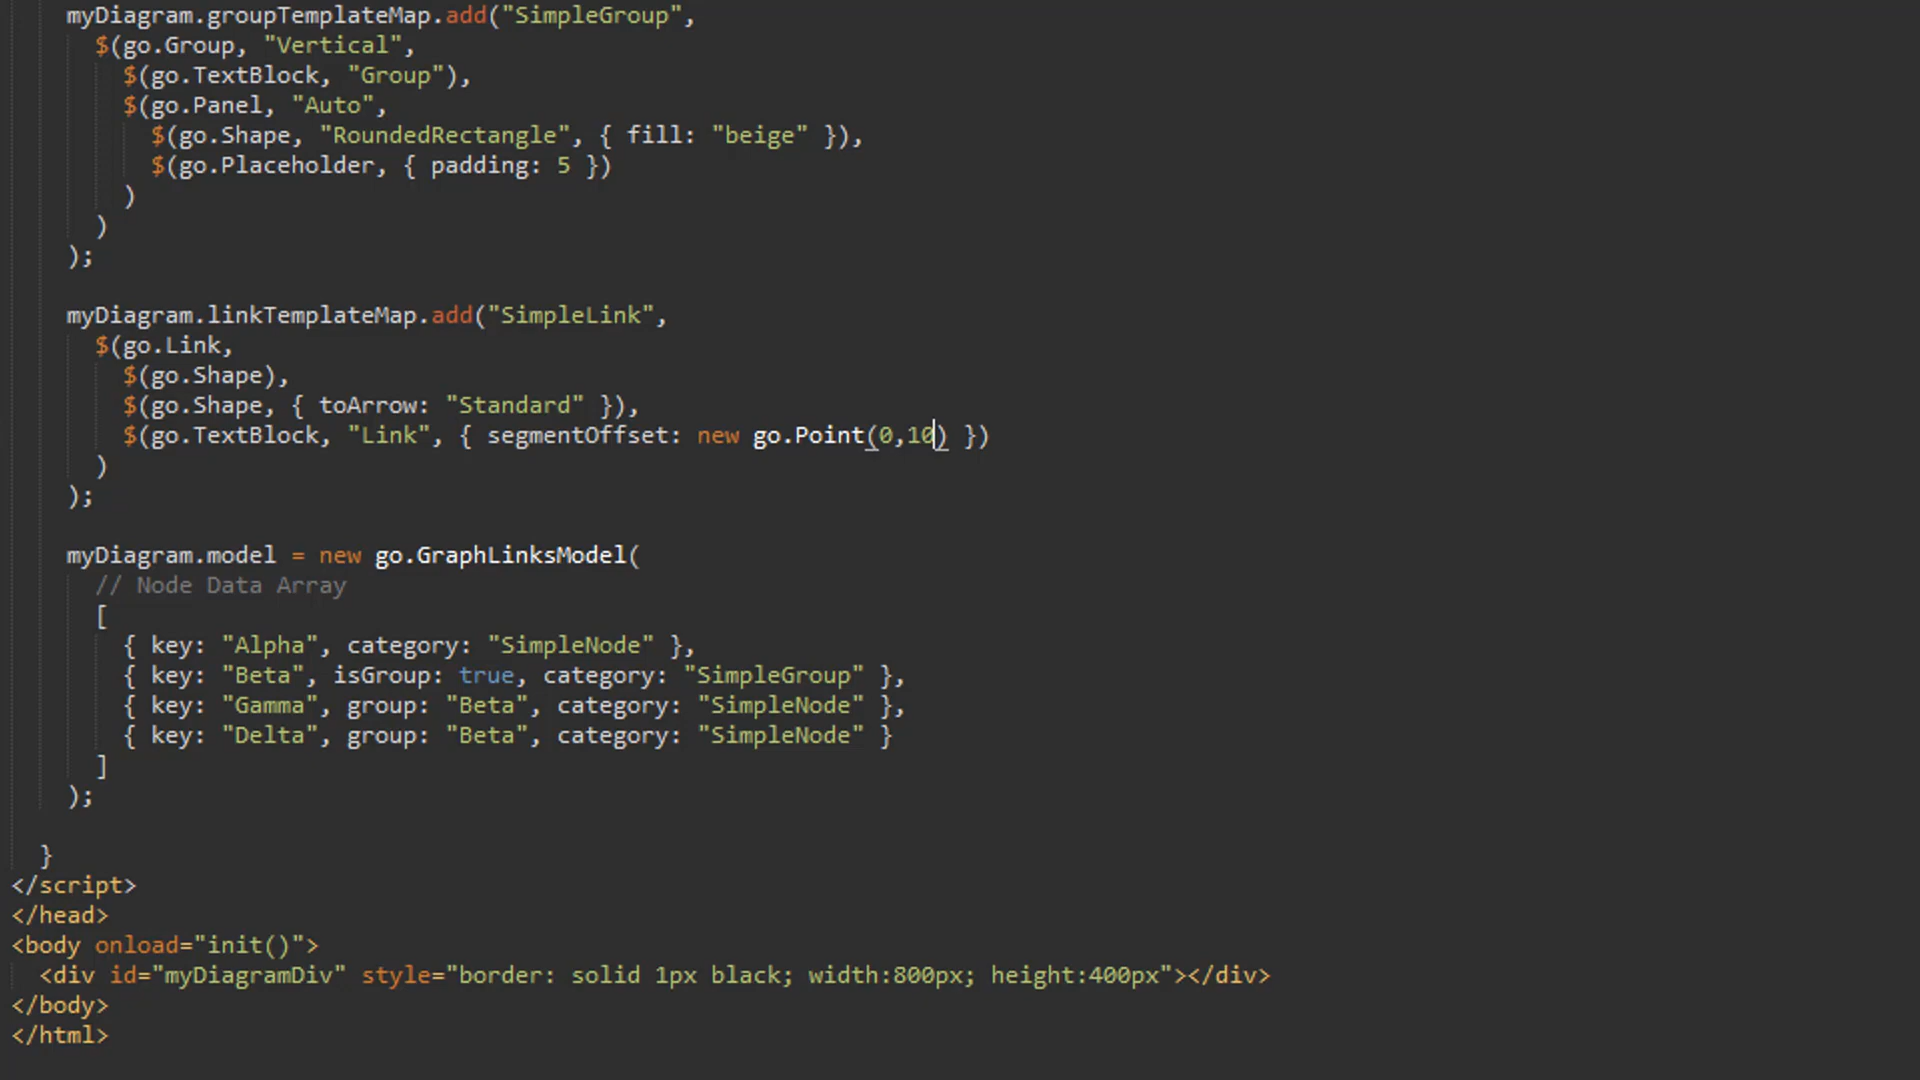 myDiagram.groupTemplateMap.add("SimpleGroup",
$(go.Group, "Vertical",
$(go.TextBlock, "Group"),
$(go.Panel, "Auto",
$(go.Shape, "RoundedRectangle", { fill: "beige" }),
$(go.Placeholder, { padding: 5 })
)
)
);
myDiagram.linkTemplateMap.add("SimpleLink",
$(go.Link,
$(go.Shape),
$(go.Shape, { toArrow: "Standard" }),
$(go.TextBlock, "Link", { segmentOffset: new go.Point(0,10) })
)
);
myDiagram.model = new go.GraphLinksModel(
// Node Data Array
[
{ key: "Alpha", category: "SimpleNode" },
{ key: "Beta", isGroup: true, category: "SimpleGroup" },
{ key: "Gamma", group: "Beta", category: "SimpleNode" },
{ key: "Delta", group: "Beta", category: "SimpleNode" }
]
);
}
</script>
</head>
<body onload="init()">
<div id="myDiagramDiv" style="border: solid 1px black; width:800px; height:400px"></div>
</body>
</html>